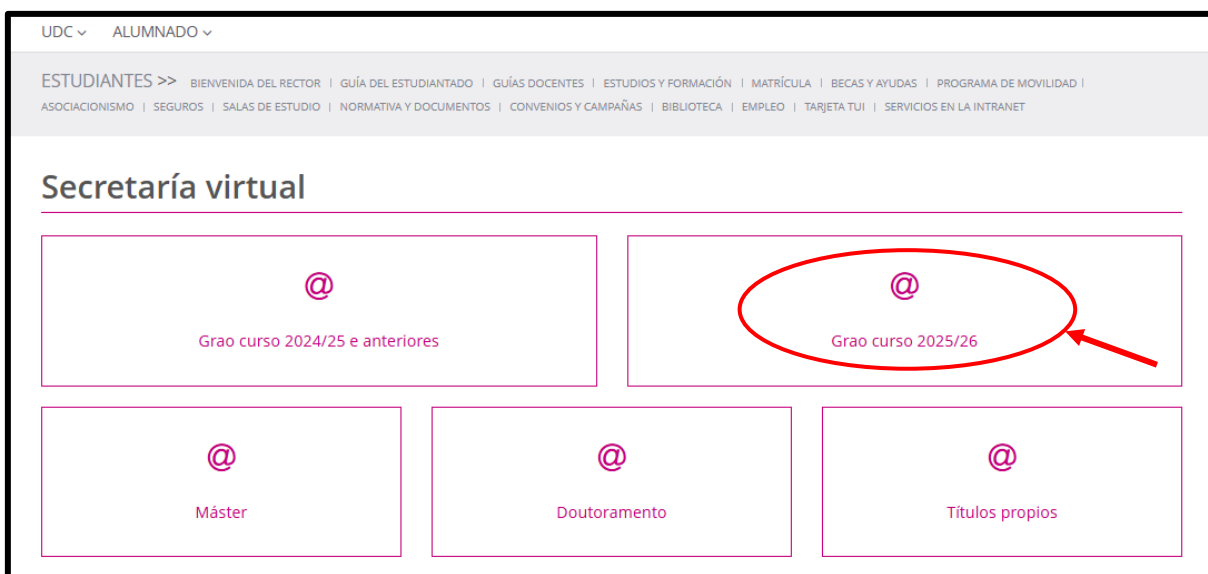 UDC ALUMNADO
ESTUDIANTES >> BIENVENIDA DEL RECTOR | GUÍA DEL ESTUDIANTADO | GUÍAS DOCENTES | ESTUDIOS Y FORMACIÓN | MATRÍCULA | BECAS Y AYUDAS | PROGRAMA DE MOVILIDAD |
ASOCIACIONISMO | SEGUROS | SALAS DE ESTUDIO | NORMATIVA Y DOCUMENTOS | CONVENIOS Y CAMPAÑAS | BIBLIOTECA | EMPLEO | TARJETA TUI | SERVICIOS EN LA INTRANET
Secretaría virtual
@ @
Grao curso 2024/25 e anteriores Grao curso 2025/26
@ @ @
Máster Doutoramento Títulos propios